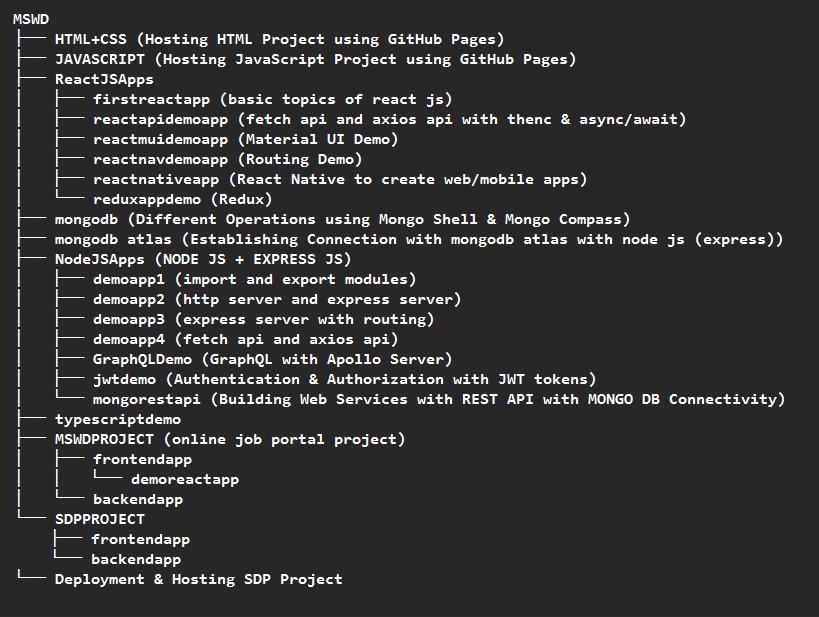 MSWD
├── HTML+CSS (Hosting HTML Project using GitHub Pages)
├── JAVASCRIPT (Hosting JavaScript Project using GitHub Pages)
├── ReactJSApps
│   ├── firstreactapp (basic topics of react js)
│   ├── reactapidemoapp (fetch api and axios api with thenc & async/await)
│   ├── reactmuidemoapp (Material UI Demo)
│   ├── reactnavdemoapp (Routing Demo)
│   ├── reactnativeapp (React Native to create web/mobile apps)
│   └── reduxappdemo (Redux)
├── mongodb (Different Operations using Mongo Shell & Mongo Compass)
├── mongodb atlas (Establishing Connection with mongodb atlas with node js (express))
├── NodeJSApps (NODE JS + EXPRESS JS)
│   ├── demoapp1 (import and export modules)
│   ├── demoapp2 (http server and express server)
│   ├── demoapp3 (express server with routing)
│   ├── demoapp4 (fetch api and axios api)
│   ├── GraphQLDemo (GraphQL with Apollo Server)
│   ├── jwtdemo (Authentication & Authorization with JWT tokens)
│   └── mongorestapi (Building Web Services with REST API with MONGO DB Connectivity)
├── typescriptdemo
├── MSWDPROJECT (online job portal project)
│   ├── frontendapp
│   │   └── demoreactapp
│   └── backendapp
└── SDPPROJECT
    ├── frontendapp
    └── backendapp
└── Deployment & Hosting SDP Project